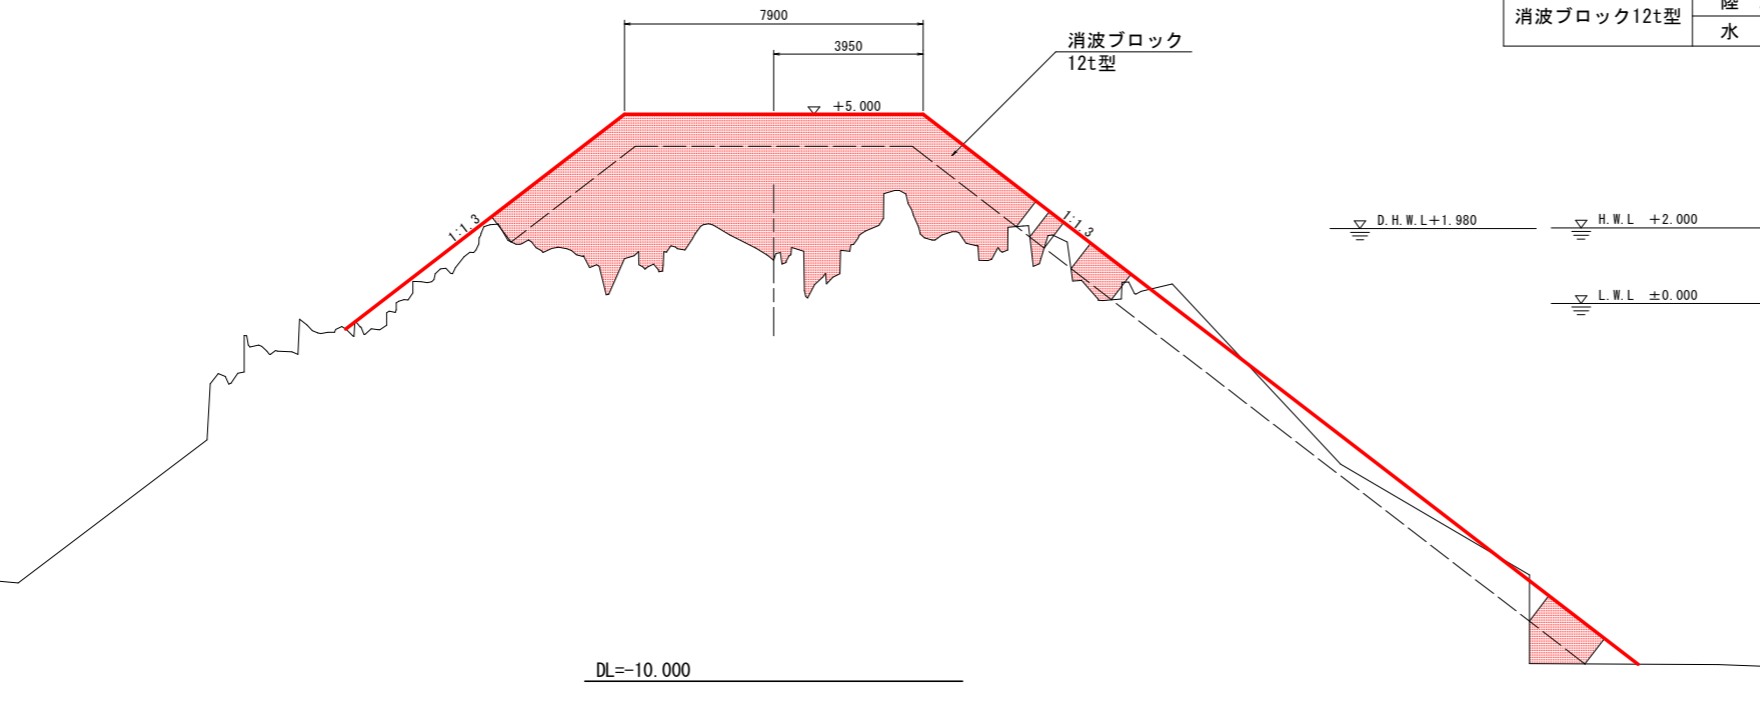 7900
3950
消波ブロック
12t型
+5.000
1:1.3
1:1.3
D.H.W.L+1.980
H.W.L +2.000
L.W.L ±0.000
消波ブロック12t型
陸
水
DL=-10.000